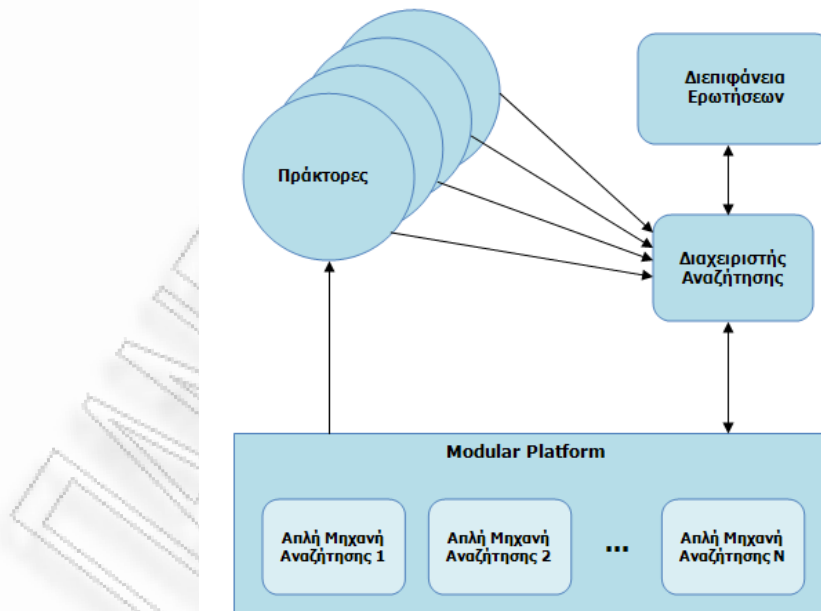 Πράκτορες
Διεπιφάνεια
Ερωτήσεων
Διαχειριστής
Αναζήτησης
Modular Platform
Απλή Μηχανή
Αναζήτησης 1
Απλή Μηχανή
Αναζήτησης 2
...
Απλή Μηχανή
Αναζήτησης N